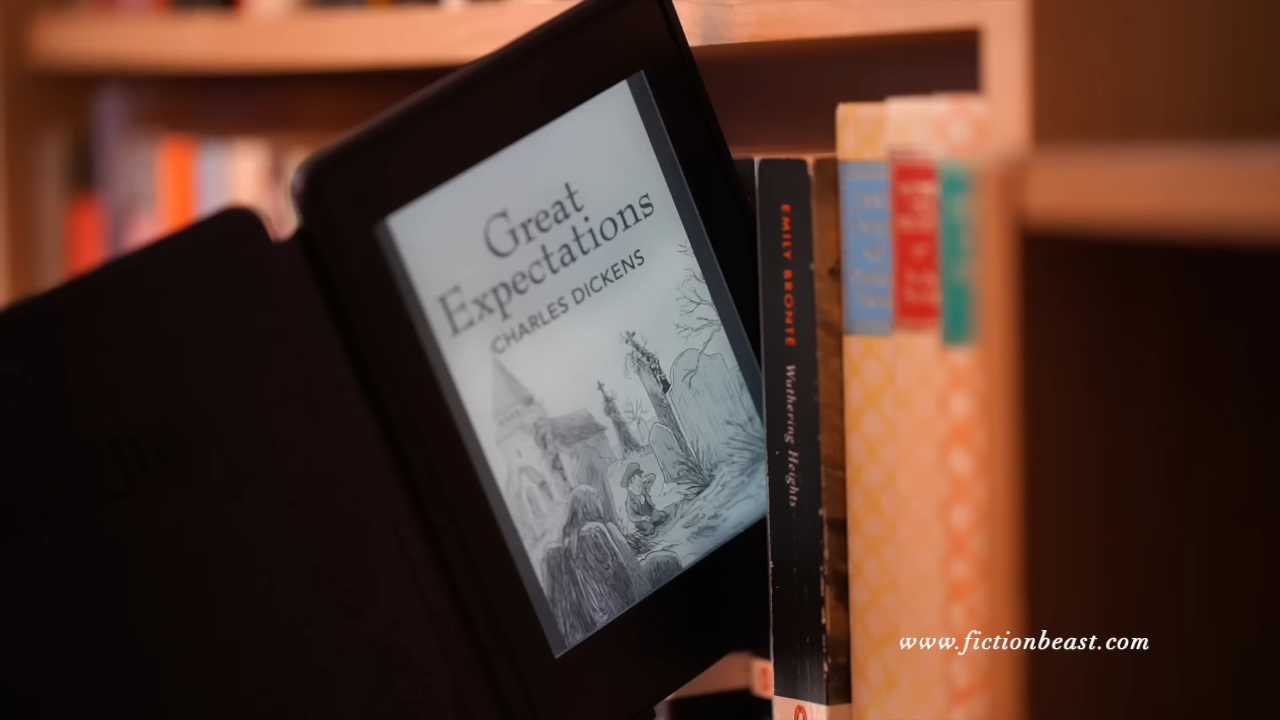 Great
Expectations
CHARLES DICKENS
EMILY BRONTË Wuthering Heights
www.fictionbeast.com